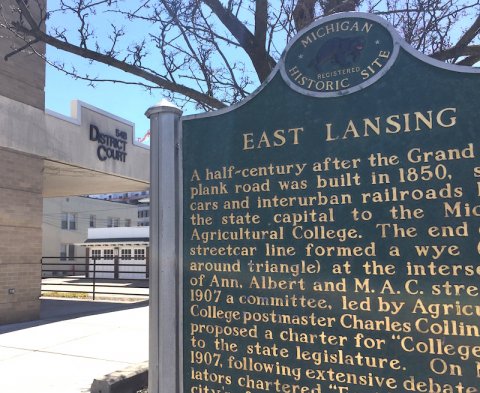 54B
District
Court
MICHIGAN
REGISTERED
HISTORIC SITE
EAST LANSING
A half-century after the Grand
plank road was built in 1850,
cars and interurban railroads
the state capital to the
Agricultural College. The end
streetcar line formed a wye
around triangle) at the
of Ann, Albert and M.A.C.
1907 a committee, led by
College postmaster Charles
proposed a charter for "College
to the state legislature. On
1907, following extensive debate
lators chartered